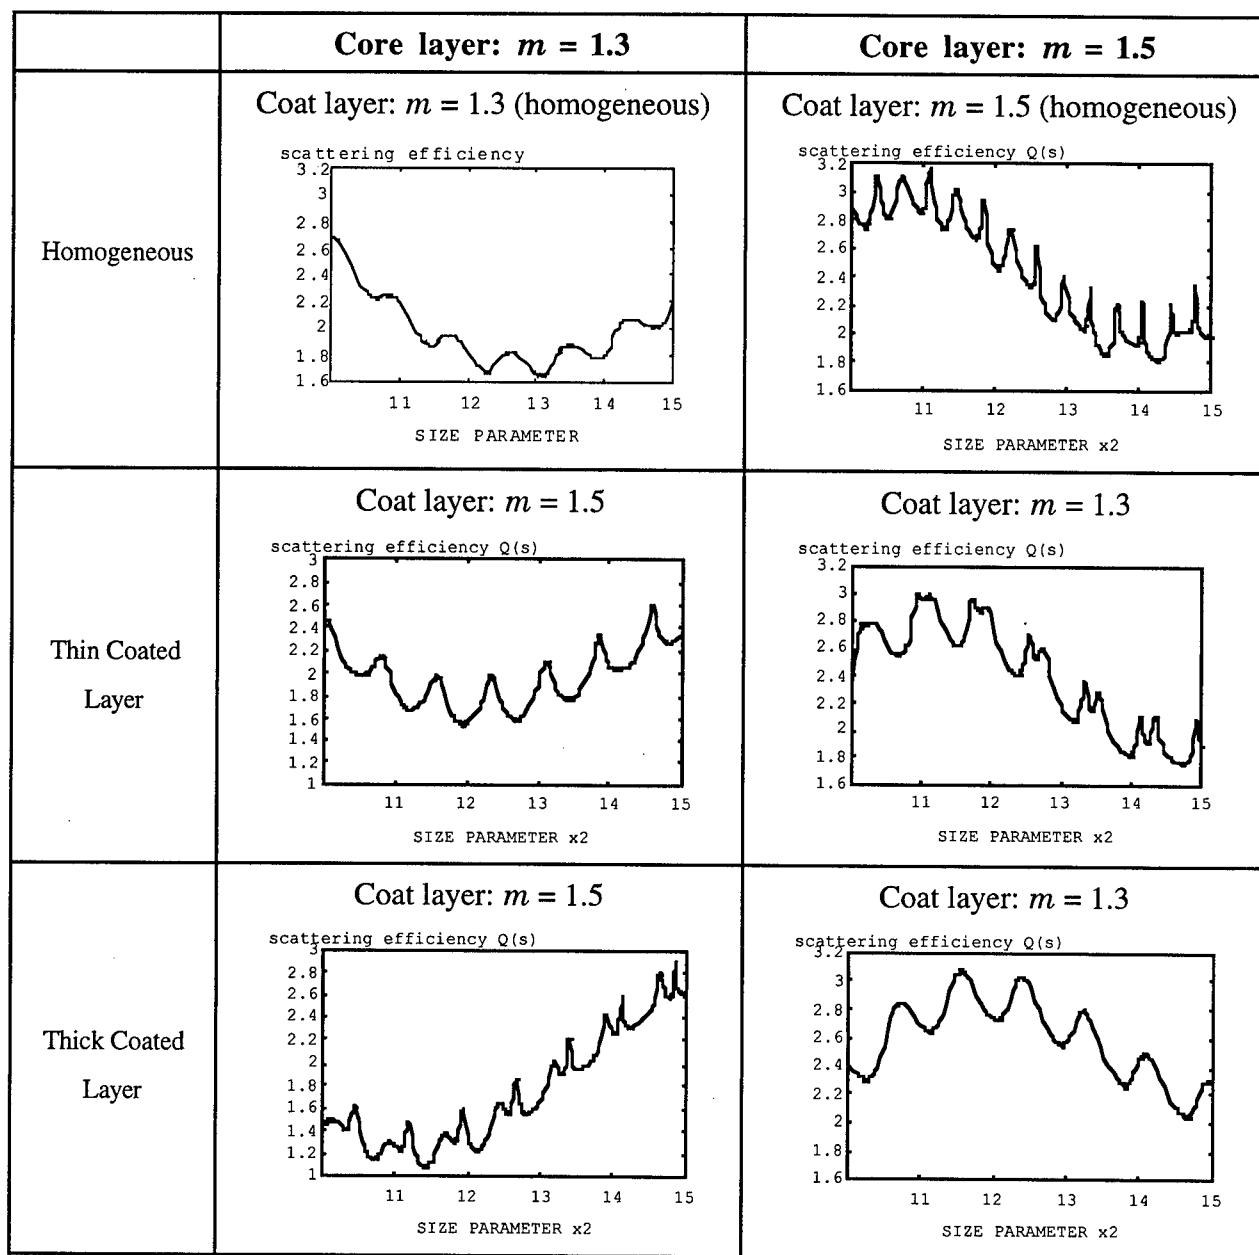 Core layer: m = 1.3
Core layer: m = 1.5
Homogeneous
Coat layer: m = 1.3 (homogeneous)
scattering efficiency
3.2
3
2.8
2.6
2.4
2.2
2
1.8
1.6
11 12 13 14 15
SIZE PARAMETER
Coat layer: m = 1.5 (homogeneous)
scattering efficiency Q(s)
3.2
3
2.8
2.6
2.4
2.2
2
1.8
1.6
11 12 13 14 15
SIZE PARAMETER x2
Thin Coated
Layer
Coat layer: m = 1.5
scattering efficiency Q(s)
3
2.8
2.6
2.4
2.2
2
1.8
1.6
1.4
1.2
1
11 12 13 14 15
SIZE PARAMETER x2
Coat layer: m = 1.3
scattering efficiency Q(s)
3.2
3
2.8
2.6
2.4
2.2
2
1.8
1.6
11 12 13 14 15
SIZE PARAMETER x2
Thick Coated
Layer
Coat layer: m = 1.5
scattering efficiency Q(s)
3
2.8
2.6
2.4
2.2
2
1.8
1.6
1.4
1.2
1
11 12 13 14 15
SIZE PARAMETER x2
Coat layer: m = 1.3
scattering efficiency Q(s)
3.2
3
2.8
2.6
2.4
2.2
2
1.8
1.6
11 12 13 14 15
SIZE PARAMETER x2